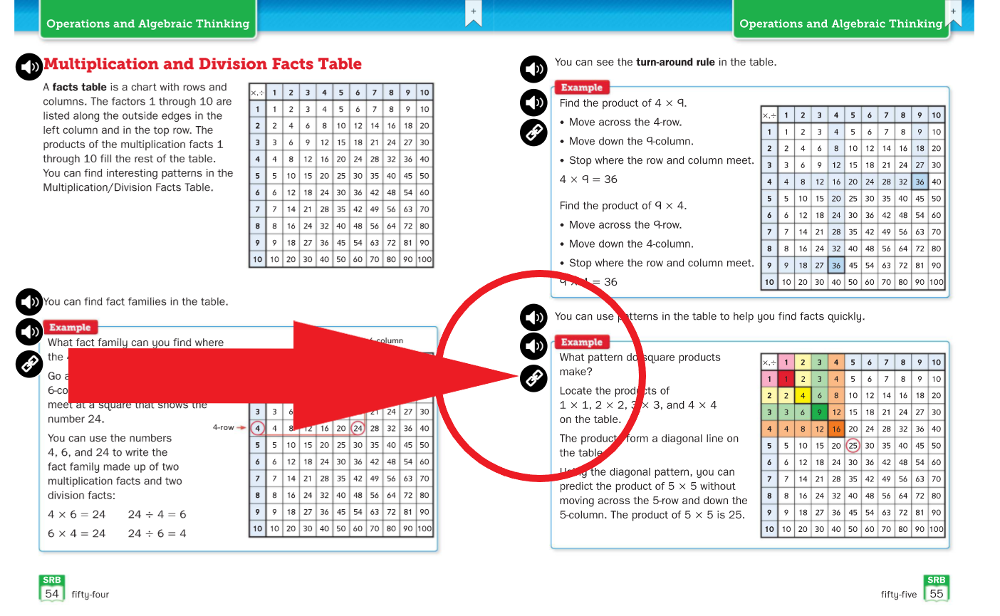 Operations and Algebraic Thinking
Multiplication and Division Facts Table
A facts table is a chart with rows and
columns. The factors 1 through 10 are
listed along the outside edges in the
left column and in the top row. The
products of the multiplication facts 1
through 10 fill the rest of the table.
You can find interesting patterns in the
Multiplication/Division Facts Table.
×,÷ 1 2 3 4 5 6 7 8 9 10
1 1 2 3 4 5 6 7 8 9 10
2 2 4 6 8 10 12 14 16 18 20
3 3 6 9 12 15 18 21 24 27 30
4 4 8 12 16 20 24 28 32 36 40
5 5 10 15 20 25 30 35 40 45 50
6 6 12 18 24 30 36 42 48 54 60
7 7 14 21 28 35 42 49 56 63 70
8 8 16 24 32 40 48 56 64 72 80
9 9 18 27 36 45 54 63 72 81 90
10 10 20 30 40 50 60 70 80 90 100
You can find fact families in the table.
Example
What fact family can you find where
the
Go
6-co
meet at a square that shows the
number 24.
You can use the numbers
4, 6, and 24 to write the
fact family made up of two
multiplication facts and two
division facts:
4 × 6 = 24 24 ÷ 4 = 6
6 × 4 = 24 24 ÷ 6 = 4
column
3 3 6 21 24 27 30
4-row
4 4 8 12 16 20 24 28 32 36 40
5 5 10 15 20 25 30 35 40 45 50
6 6 12 18 24 30 36 42 48 54 60
7 7 14 21 28 35 42 49 56 63 70
8 8 16 24 32 40 48 56 64 72 80
9 9 18 27 36 45 54 63 72 81 90
10 10 20 30 40 50 60 70 80 90 100
SRB
54 fifty-four
Operations and Algebraic Thinking
You can see the turn-around rule in the table.
Example
Find the product of 4 × 9.
• Move across the 4-row.
• Move down the 9-column.
• Stop where the row and column meet.
4 × 9 = 36
Find the product of 9 × 4.
• Move across the 9-row.
• Move down the 4-column.
• Stop where the row and column meet.
9 × 4 = 36
×,÷ 1 2 3 4 5 6 7 8 9 10
1 1 2 3 4 5 6 7 8 9 10
2 2 4 6 8 10 12 14 16 18 20
3 3 6 9 12 15 18 21 24 27 30
4 4 8 12 16 20 24 28 32 36 40
5 5 10 15 20 25 30 35 40 45 50
6 6 12 18 24 30 36 42 48 54 60
7 7 14 21 28 35 42 49 56 63 70
8 8 16 24 32 40 48 56 64 72 80
9 9 18 27 36 45 54 63 72 81 90
10 10 20 30 40 50 60 70 80 90 100
You can use patterns in the table to help you find facts quickly.
Example
What pattern do square products
make?
Locate the products of
1 × 1, 2 × 2, 3 × 3, and 4 × 4
on the table.
The products form a diagonal line on
the table.
Using the diagonal pattern, you can
predict the product of 5 × 5 without
moving across the 5-row and down the
5-column. The product of 5 × 5 is 25.
×,÷ 1 2 3 4 5 6 7 8 9 10
1 1 2 3 4 5 6 7 8 9 10
2 2 4 6 8 10 12 14 16 18 20
3 3 6 9 12 15 18 21 24 27 30
4 4 8 12 16 20 24 28 32 36 40
5 5 10 15 20 25 30 35 40 45 50
6 6 12 18 24 30 36 42 48 54 60
7 7 14 21 28 35 42 49 56 63 70
8 8 16 24 32 40 48 56 64 72 80
9 9 18 27 36 45 54 63 72 81 90
10 10 20 30 40 50 60 70 80 90 100
fifty-five SRB
55